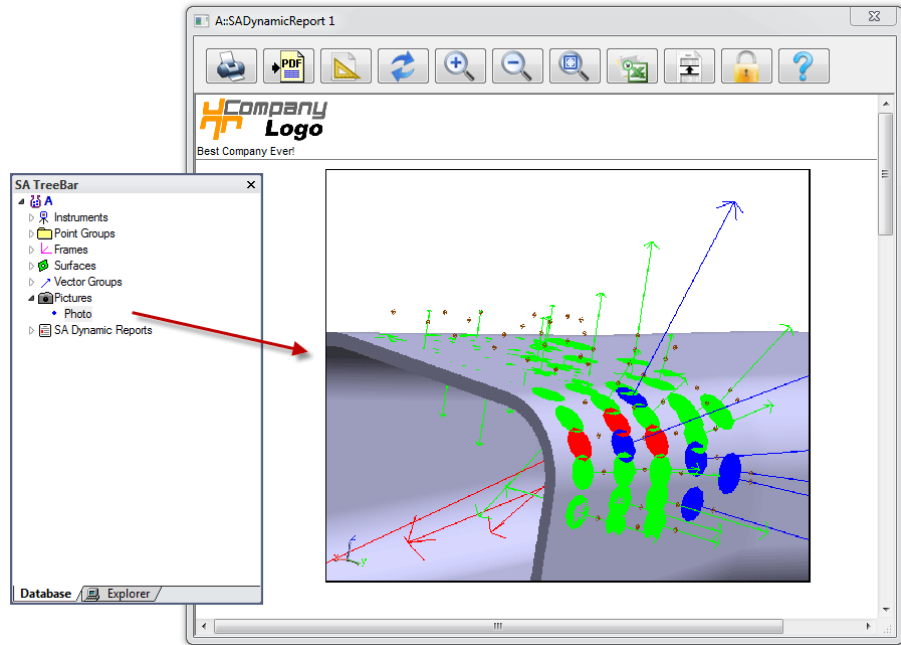 A::SADynamicReport 1
PDF
Company
Logo
Best Company Ever!
SA TreeBar
A
Instruments
Point Groups
Frames
Surfaces
Vector Groups
Pictures
Photo
SA Dynamic Reports
Database
Explorer